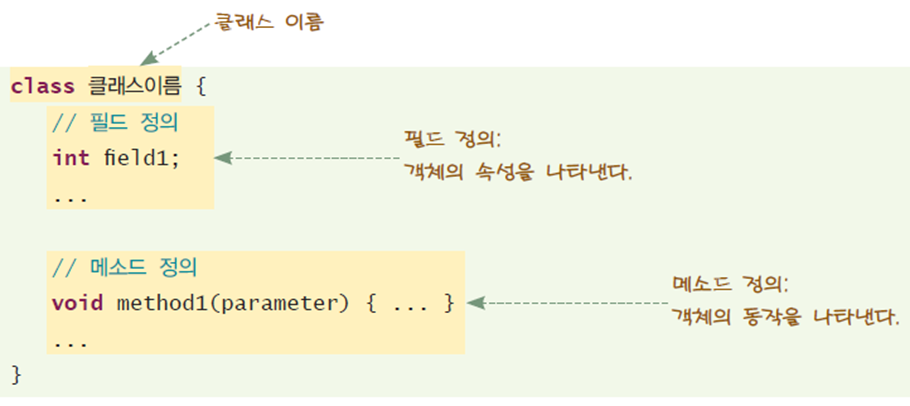 클래스 이름
class 클래스이름 {
// 필드 정의
int field1;
...
필드 정의:
객체의 속성을 나타낸다.
// 메소드 정의
void method1(parameter) { ... }
...
메소드 정의:
객체의 동작을 나타낸다.
}